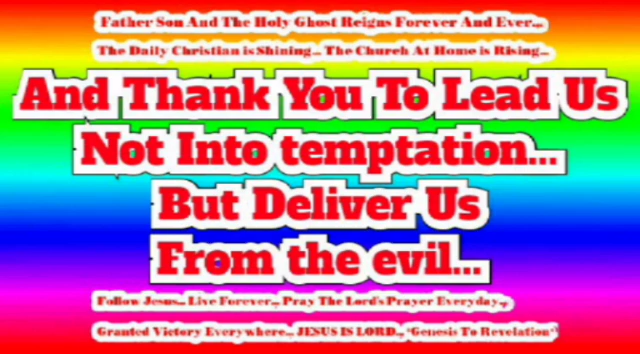 Father Son And The Holy Ghost Reigns Forever And Ever...
The Daily Christian is Shining... The Church At Home is Rising...
And Thank You To Lead Us
Not Into temptation...
But Deliver Us
From the evil...
Follow Jesus... Live Forever... Pray The Lord's Prayer Everyday...
Granted Victory Everywhere... JESUS IS LORD... "Genesis To Revelation"